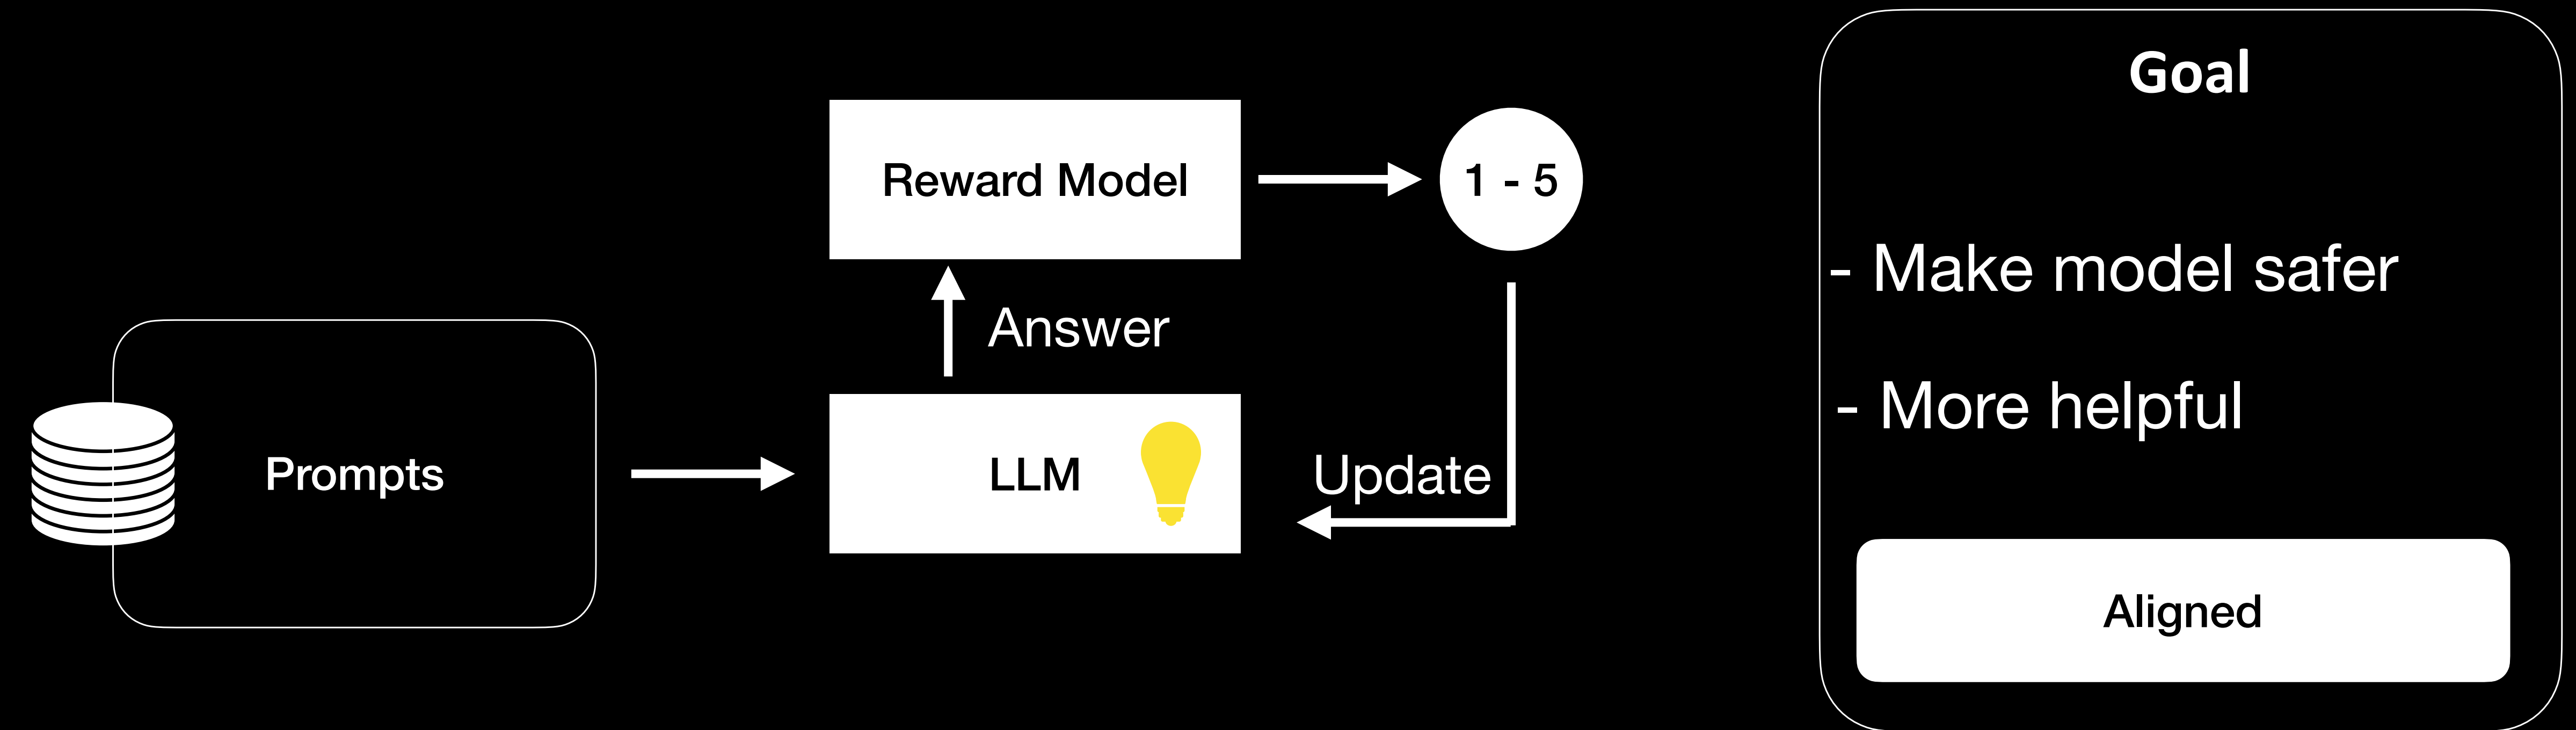 Prompts
LLM
Answer
Reward Model
1 - 5
Update
Goal
- Make model safer
- More helpful
Aligned